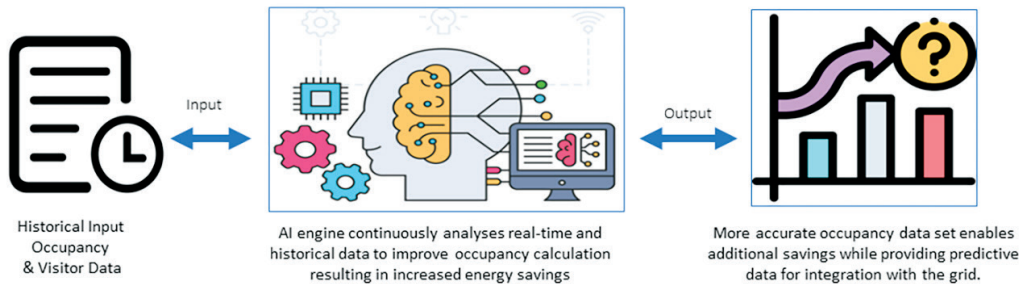 Input
Output
Historical Input
Occupancy
& Visitor Data
AI engine continuously analyses real-time and
historical data to improve occupancy calculation
resulting in increased energy savings
More accurate occupancy data set enables
additional savings while providing predictive
data for integration with the grid.
?